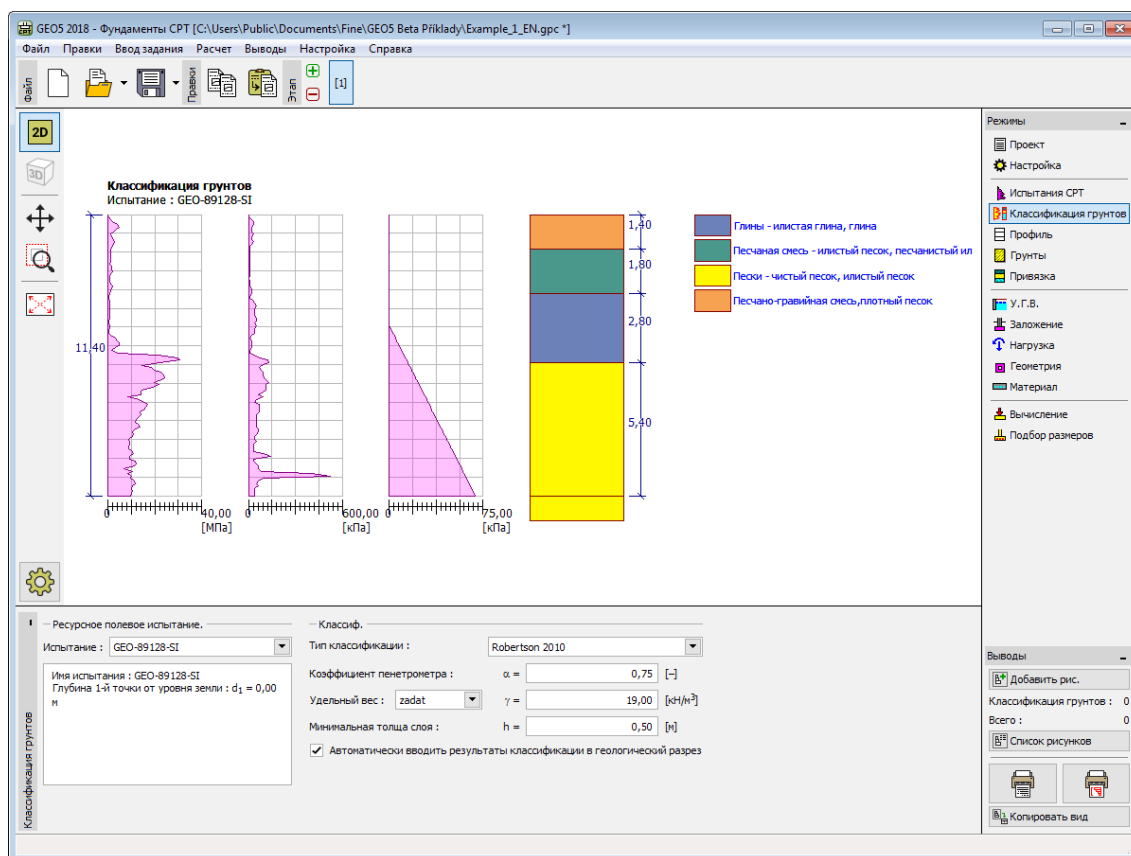 GEO5 2018 - Фундаменты CPT [C:\Users\Public\Documents\Fine\GEO5 Beta Příklady\Example_1_EN.gpc *]
Файл Правки Ввод задания Расчет Выводы Настройка Справка
Файл
Правки
Этап
[1]
2D
3D
Классификация грунтов
Испытание : GEO-89128-SI
11,40
0
40,00
[МПа]
0
600,00
[кПа]
0
75,00
[кПа]
1,40
1,80
2,80
5,40
Глины - илистая глина, глина
Песчаная смесь - илистый песок, песчанистый ил
Пески - чистый песок, илистый песок
Песчано-гравийная смесь,плотный песок
Режимы
Проект
Настройка
Испытания CPT
Классификация грунтов
Профиль
Грунты
Привязка
У.Г.В.
Заложение
Нагрузка
Геометрия
Материал
Вычисление
Подбор размеров
Выводы
Добавить рис.
Классификация грунтов : 0
Всего : 0
Список рисунков
Копировать вид
Классификация грунтов
Ресурсное полевое испытание.
Испытание : GEO-89128-SI
Имя испытания : GEO-89128-SI
Глубина 1-й точки от уровня земли : d1 = 0,00
м
Классиф.
Тип классификации : Robertson 2010
Коэффициент пенетрометра : α = 0,75 [–]
Удельный вес : zadat γ = 19,00 [кН/м³]
Минимальная толща слоя : h = 0,50 [м]
Автоматически вводить результаты классификации в геологический разрез